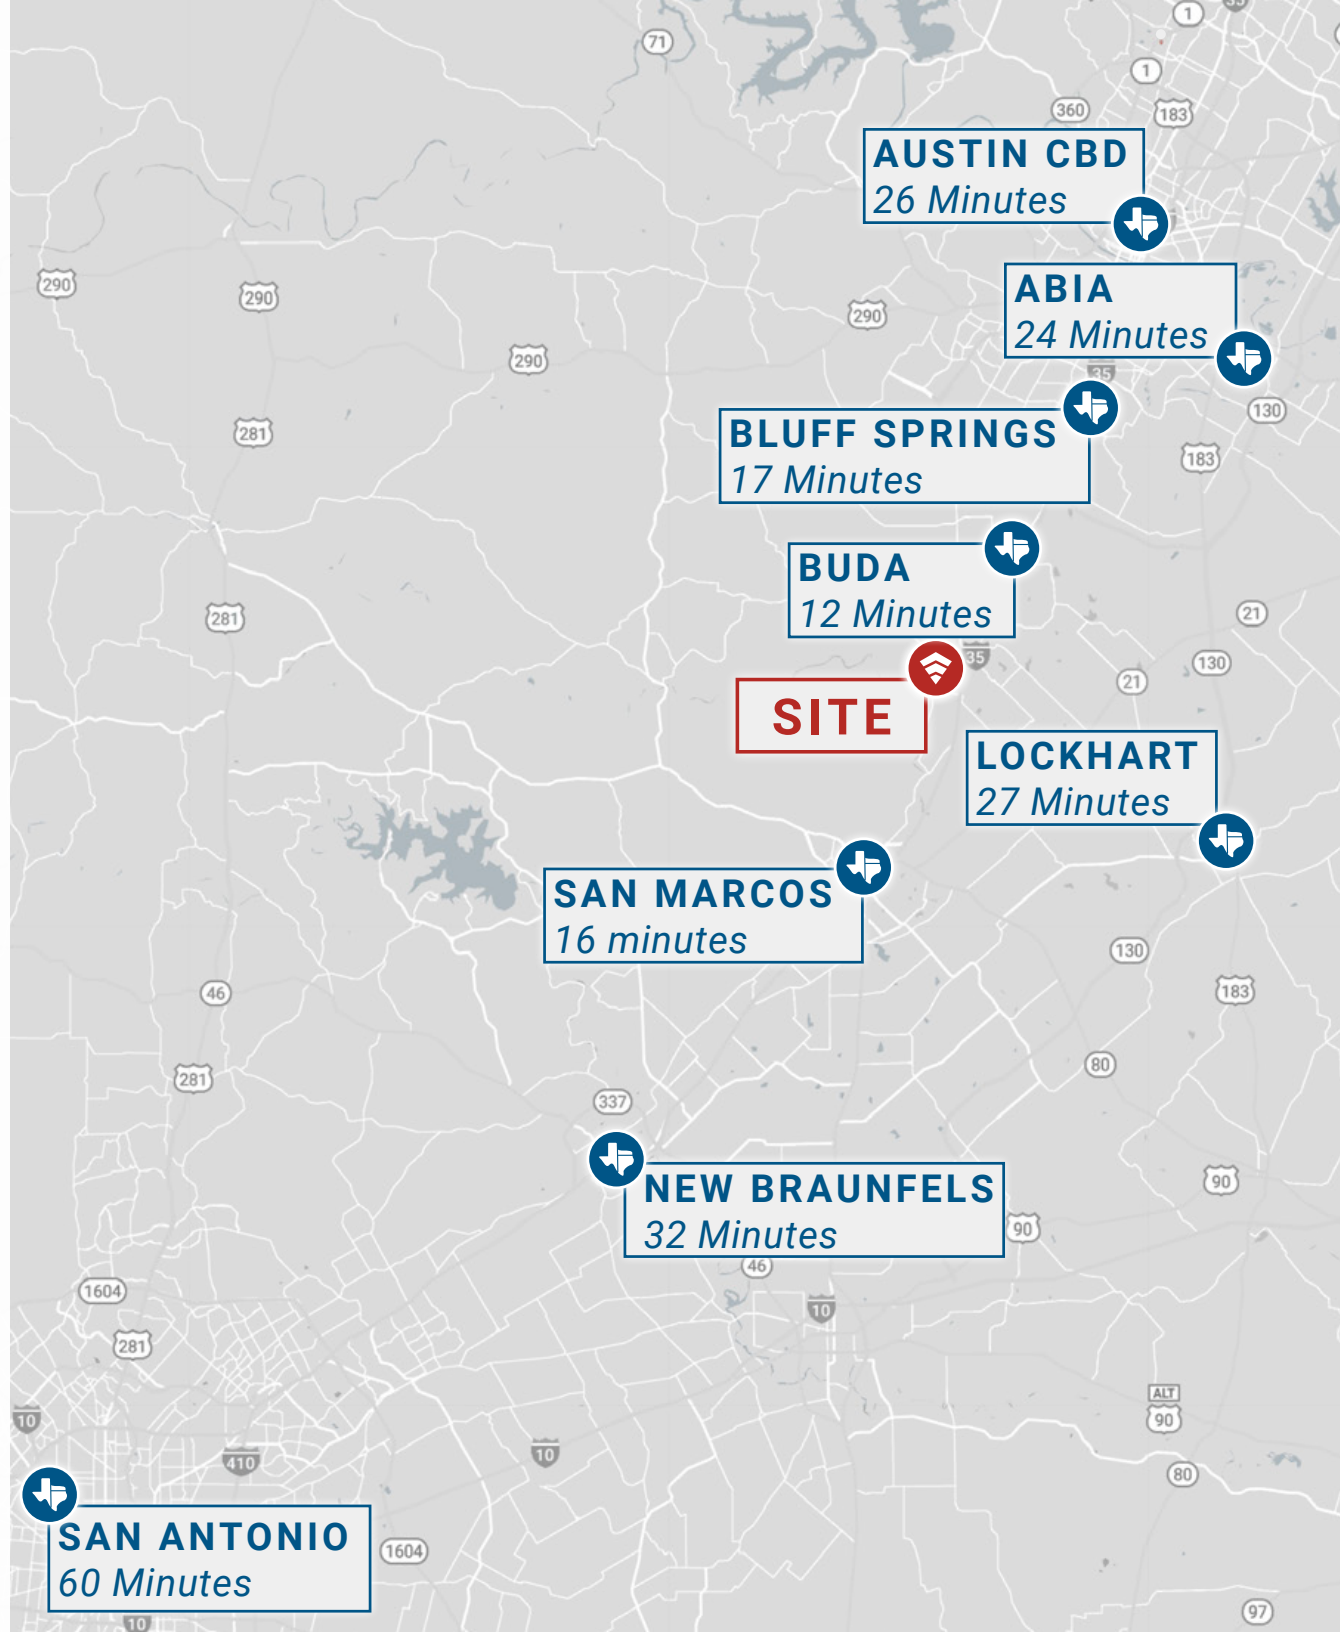 1
35
71
1
360
183
AUSTIN CBD
26 Minutes
290
290
ABIA
24 Minutes
290
290
35
130
281
BLUFF SPRINGS
17 Minutes
183
BUDA
12 Minutes
281
21
35
130
21
SITE
LOCKHART
27 Minutes
SAN MARCOS
16 minutes
130
46
183
281
80
337
NEW BRAUNFELS
32 Minutes
90
90
46
1604
10
281
ALT
90
10
410
10
80
SAN ANTONIO
60 Minutes
1604
97
10